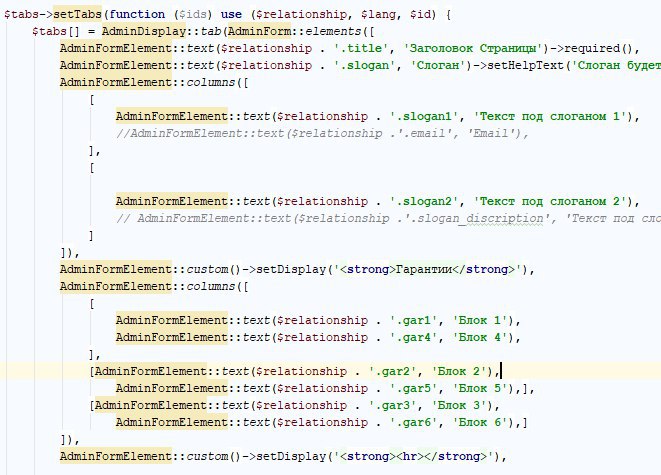 $tabs->setTabs(function ($ids) use ($relationship, $lang, $id) {
$tabs[] = AdminDisplay::tab(AdminForm::elements([
AdminFormElement::text($relationship . '.title', 'Заголовок Страницы')->required(),
AdminFormElement::text($relationship . '.slogan', 'Слоган')->setHelpText('Слоган будет
AdminFormElement::columns([
[
AdminFormElement::text($relationship . '.slogan1', 'Текст под слоганом 1'),
//AdminFormElement::text($relationship .'.email', 'Email'),
],
[
AdminFormElement::text($relationship . '.slogan2', 'Текст под слоганом 2'),
// AdminFormElement::text($relationship .'.slogan_discription', 'Текст под сло
]
]),
AdminFormElement::custom()->setDisplay('<strong>Гарантии</strong>'),
AdminFormElement::columns([
[
AdminFormElement::text($relationship . '.gar1', 'Блок 1'),
AdminFormElement::text($relationship . '.gar4', 'Блок 4'),
],
[AdminFormElement::text($relationship . '.gar2', 'Блок 2'),
AdminFormElement::text($relationship . '.gar5', 'Блок 5'),],
[AdminFormElement::text($relationship . '.gar3', 'Блок 3'),
AdminFormElement::text($relationship . '.gar6', 'Блок 6'),]
]),
AdminFormElement::custom()->setDisplay('<strong><hr></strong>'),